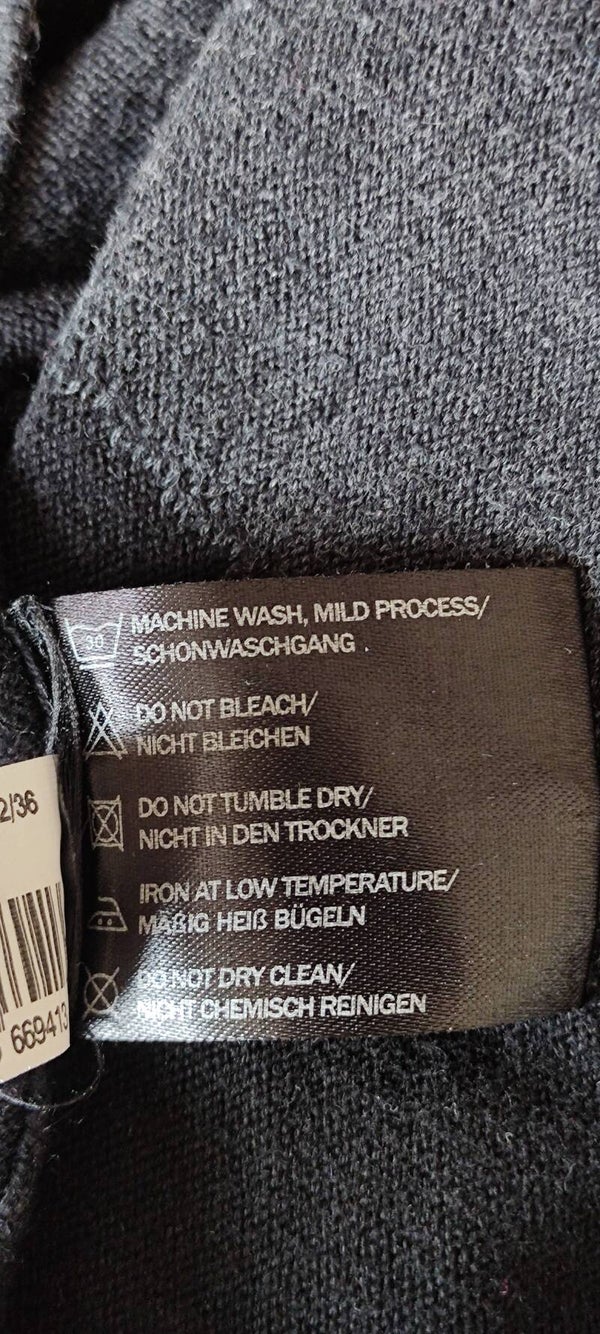 30
MACHINE WASH, MILD PROCESS/
SCHONWASCHGANG
DO NOT BLEACH/
NICHT BLEICHEN
DO NOT TUMBLE DRY/
NICHT IN DEN TROCKNER
IRON AT LOW TEMPERATURE/
MÄßIG HEIß BÜGELN
DO NOT DRY CLEAN/
NICHT CHEMISCH REINIGEN
2/36
669413